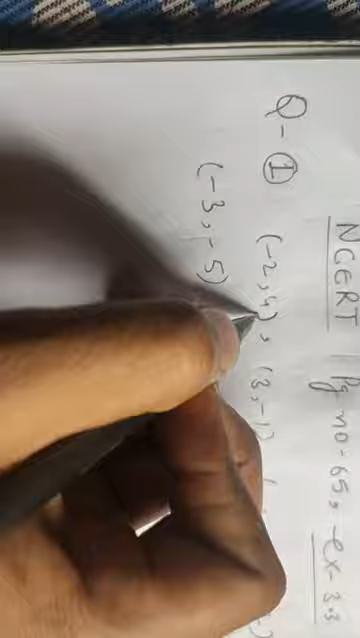 NCERT Pg no-65, ex-3.3
Q-① (-2,4), (3,-1)
(-3,-5)